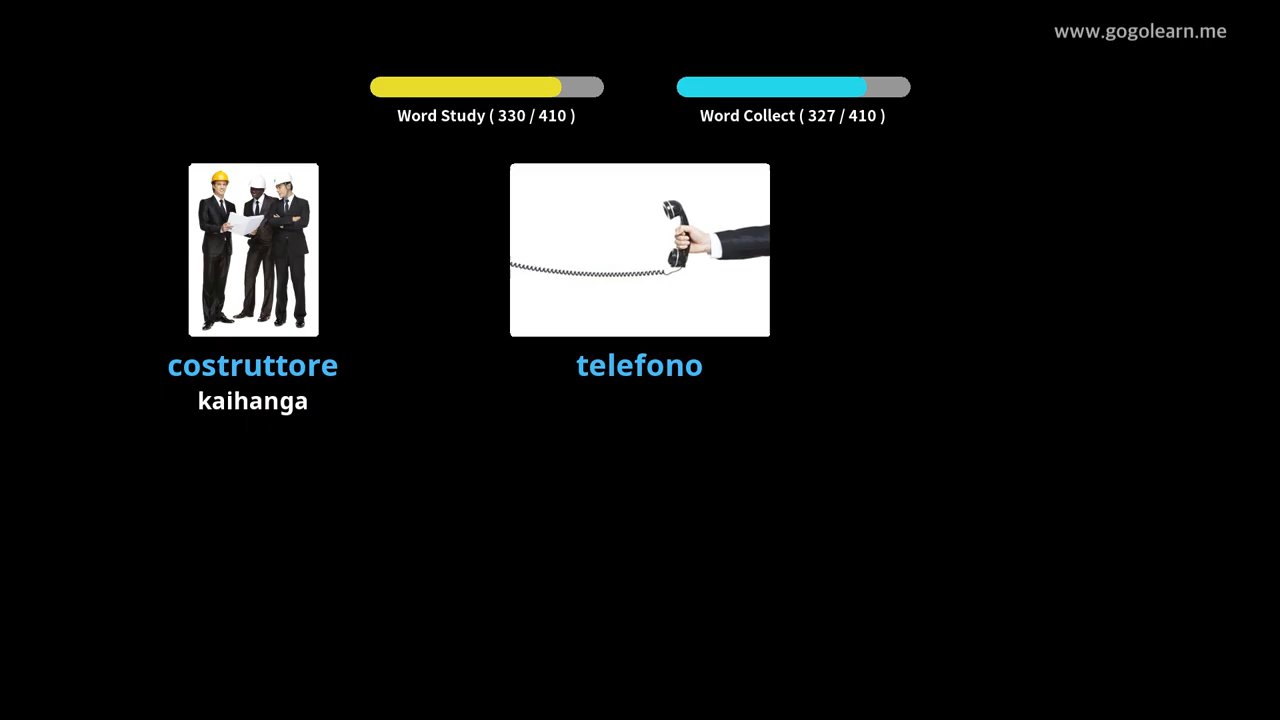 www.gogolearn.me
Word Study ( 330 / 410 )
Word Collect ( 327 / 410 )
costruttore
kaihanga
telefono